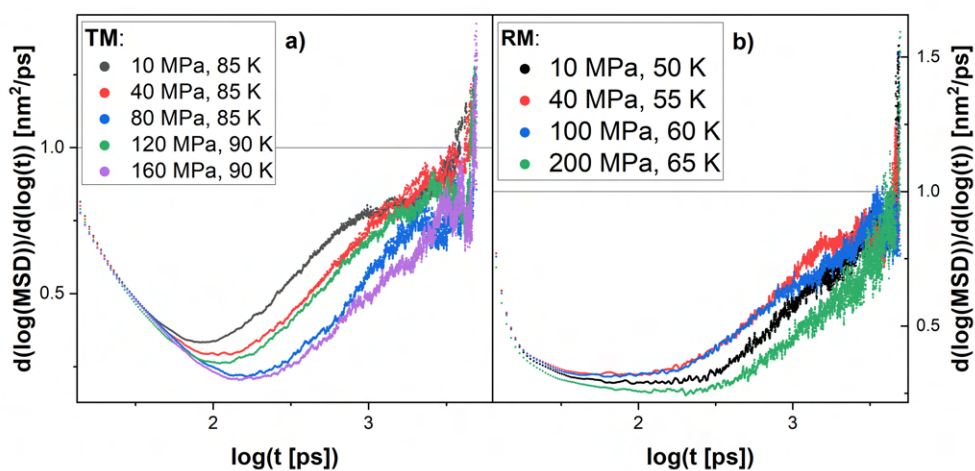 TM:
10 MPa, 85 K
40 MPa, 85 K
80 MPa, 85 K
120 MPa, 90 K
160 MPa, 90 K
a)
d(log(MSD))/d(log(t)) [nm²/ps]
1.0
0.5
2
3
log(t [ps])
RM:
10 MPa, 50 K
40 MPa, 55 K
100 MPa, 60 K
200 MPa, 65 K
b)
1.5
1.0
0.5
d(log(MSD))/d(log(t)) [nm²/ps]
2
3
log(t [ps])